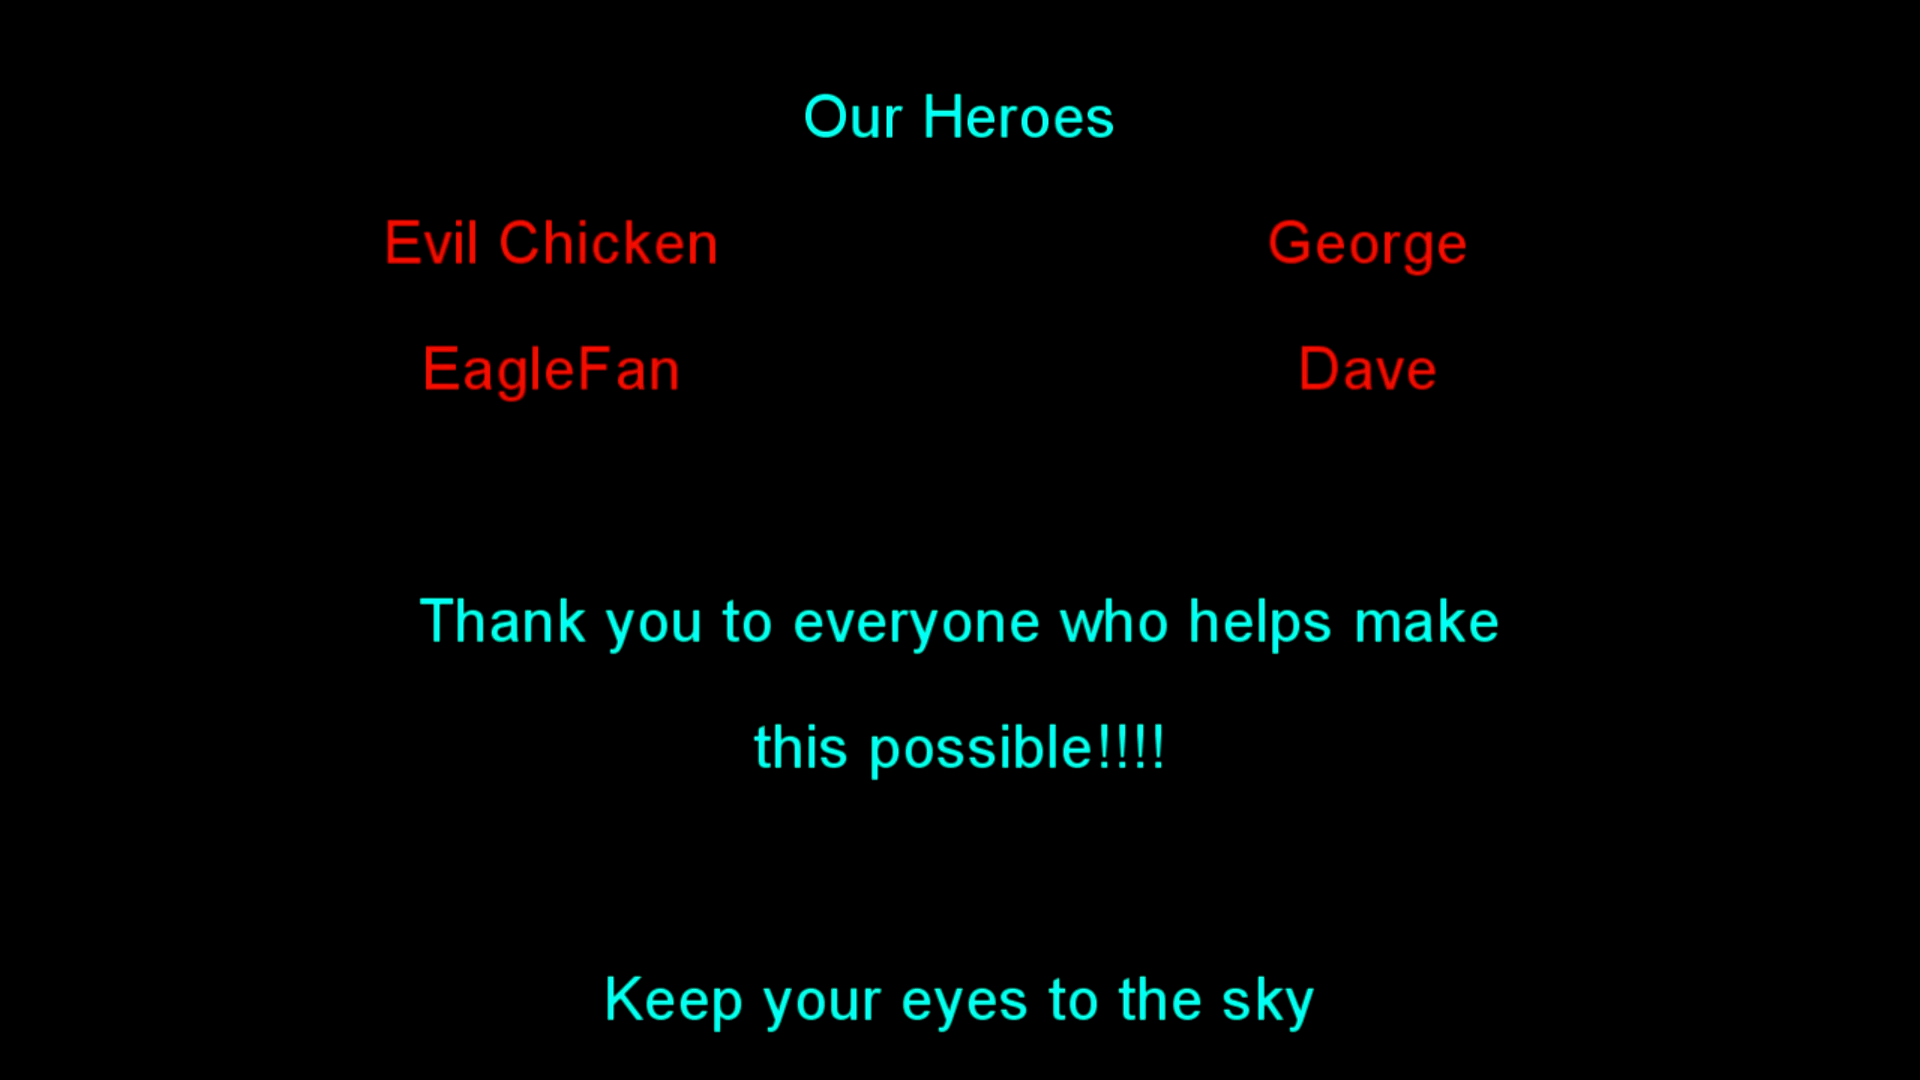 Our Heroes
Evil Chicken George
EagleFan Dave
Thank you to everyone who helps make
this possible!!!!
Keep your eyes to the sky